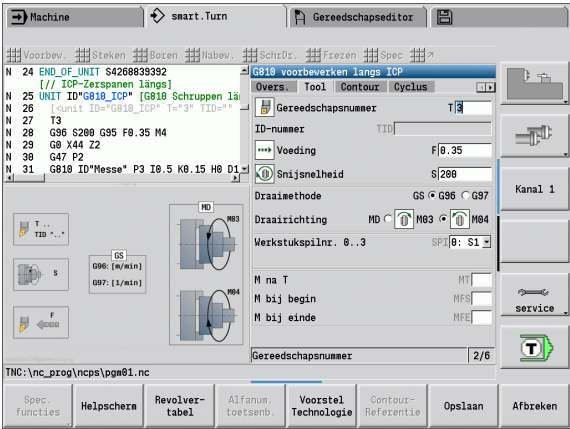 Machine
smart.Turn
Gereedschapseditor
Voorbew. Steken Boren Nabew. SchrDr. Frezen Spec
N 24 END_OF_UNIT S4268839392
[// ICP-Zerspanen längs]
N 25 UNIT ID"G810_ICP" [G810 Schruppen län
N 26 [<unit ID="G810_ICP" T="3" TID=""
N 27 T3
N 28 G96 S200 G95 F0.35 M4
N 29 G0 X44 Z2
N 30 G47 P2
N 31 G810 ID"Messe" P3 I0.5 K0.15 H0 D1
T ..
TID ".."
S
F
GS
G96: [m/min]
G97: [1/min]
MD
M03
M04
G810 voorbewerken langs ICP
Overs. Tool Contour Cyclus
Gereedschapsnummer T 3
ID-nummer TID
Voeding F 0.35
Snijsnelheid S 200
Draaimethode GS G96 G97
Draairichting MD M03 M04
Werkstukspilnr. 0..3 SPI 0: S1
M na T MT
M bij begin MFS
M bij einde MFE
Gereedschapsnummer 2/6
Kanal 1
service
T
TNC:\nc_prog\ncps\pgm01.nc
Spec. functies
Helpscherm
Revolver-tabel
Alfanum. toetsenb.
Voorstel Technologie
Contour-Referentie
Opslaan
Afbreken